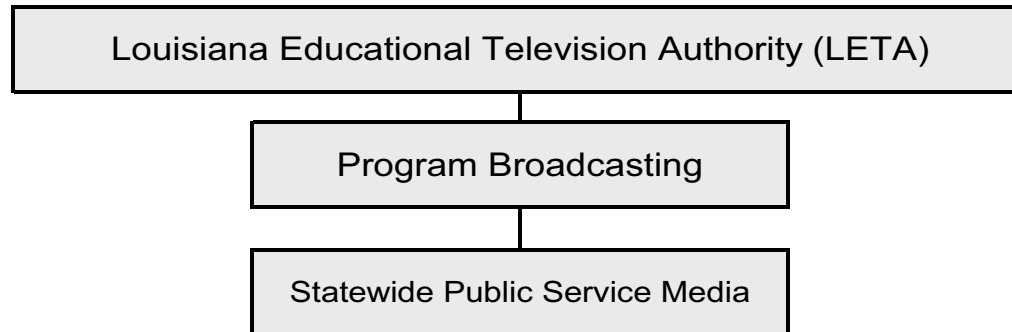 Louisiana Educational Television Authority (LETA)
Program Broadcasting
Statewide Public Service Media